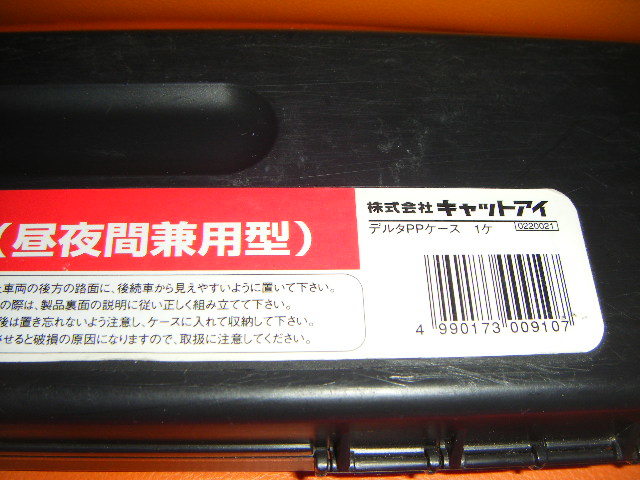 (昼夜間兼用型)
株式会社 キャットアイ
デルタPPケース 1ケ 0220021
車両の後方の路面に、後続車から見えやすいように置いて下さい。
の際は、製品裏面の説明に従い正しく組み立てて下さい。
後は置き忘れないよう注意し、ケースに入れて収納して下さい。
させると破損の原因になりますので、取扱に注意してください。
4 990173 009107